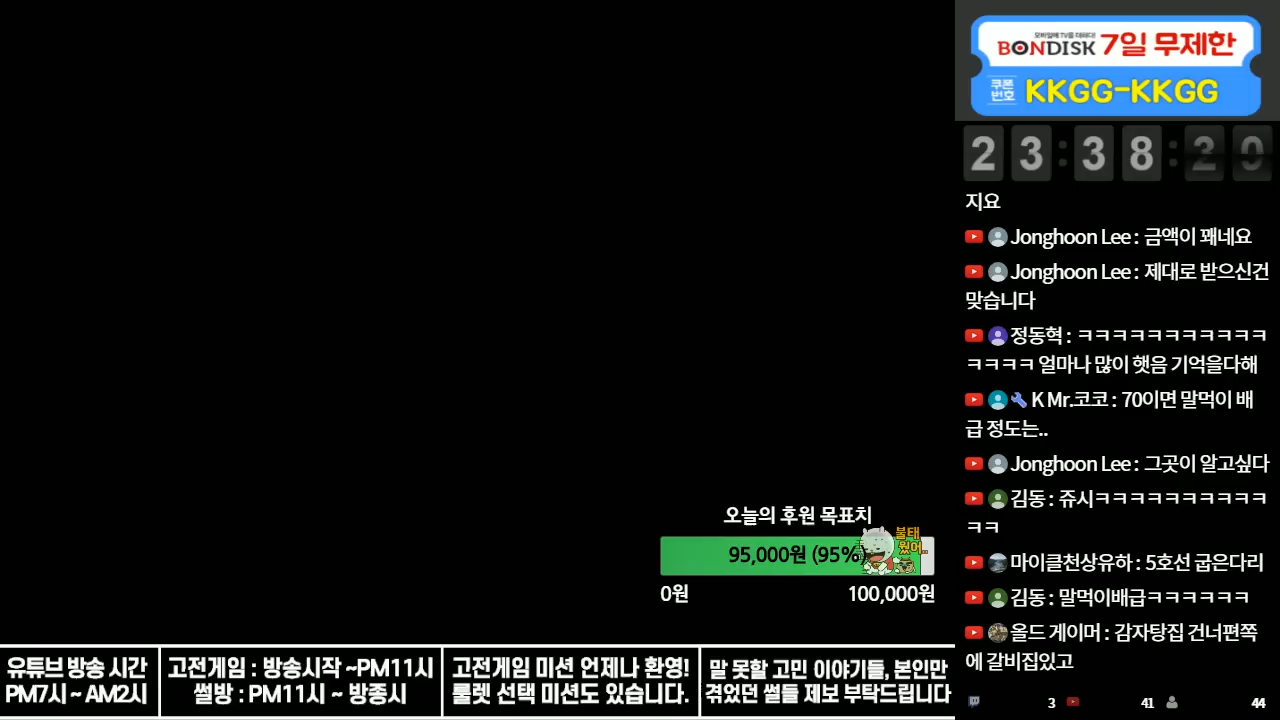 모바일에 TV를 더하다!
BONDISK 7일 무제한
쿠폰
번호
KKGG-KKGG
23:38:20
지요
Jonghoon Lee : 금액이 꽤네요
Jonghoon Lee : 제대로 받으신건
맞습니다
정동혁 : ㅋㅋㅋㅋㅋㅋㅋㅋㅋㅋㅋ
ㅋㅋㅋㅋ 얼마나 많이 햇음 기억을다해
K Mr.코코 : 70이면 말먹이 배
급 정도는..
Jonghoon Lee : 그곳이 알고싶다
김동 : 쥬시ㅋㅋㅋㅋㅋㅋㅋㅋㅋㅋ
ㅋㅋ
마이클천상유하 : 5호선 굽은다리
김동 : 말먹이배급ㅋㅋㅋㅋㅋㅋ
올드 게이머 : 감자탕집 건너편쪽
에 갈비집있고
3 41 44
오늘의 후원 목표치
95,000원 (95%)
불태
웠어..
0원 100,000원
유튜브 방송 시간
PM7시 ~ AM2시
고전게임 : 방송시작 ~PM11시
썰방 : PM11시 ~ 방종시
고전게임 미션 언제나 환영!
룰렛 선택 미션도 있습니다.
말 못할 고민 이야기들, 본인만
겪었던 썰들 제보 부탁드립니다